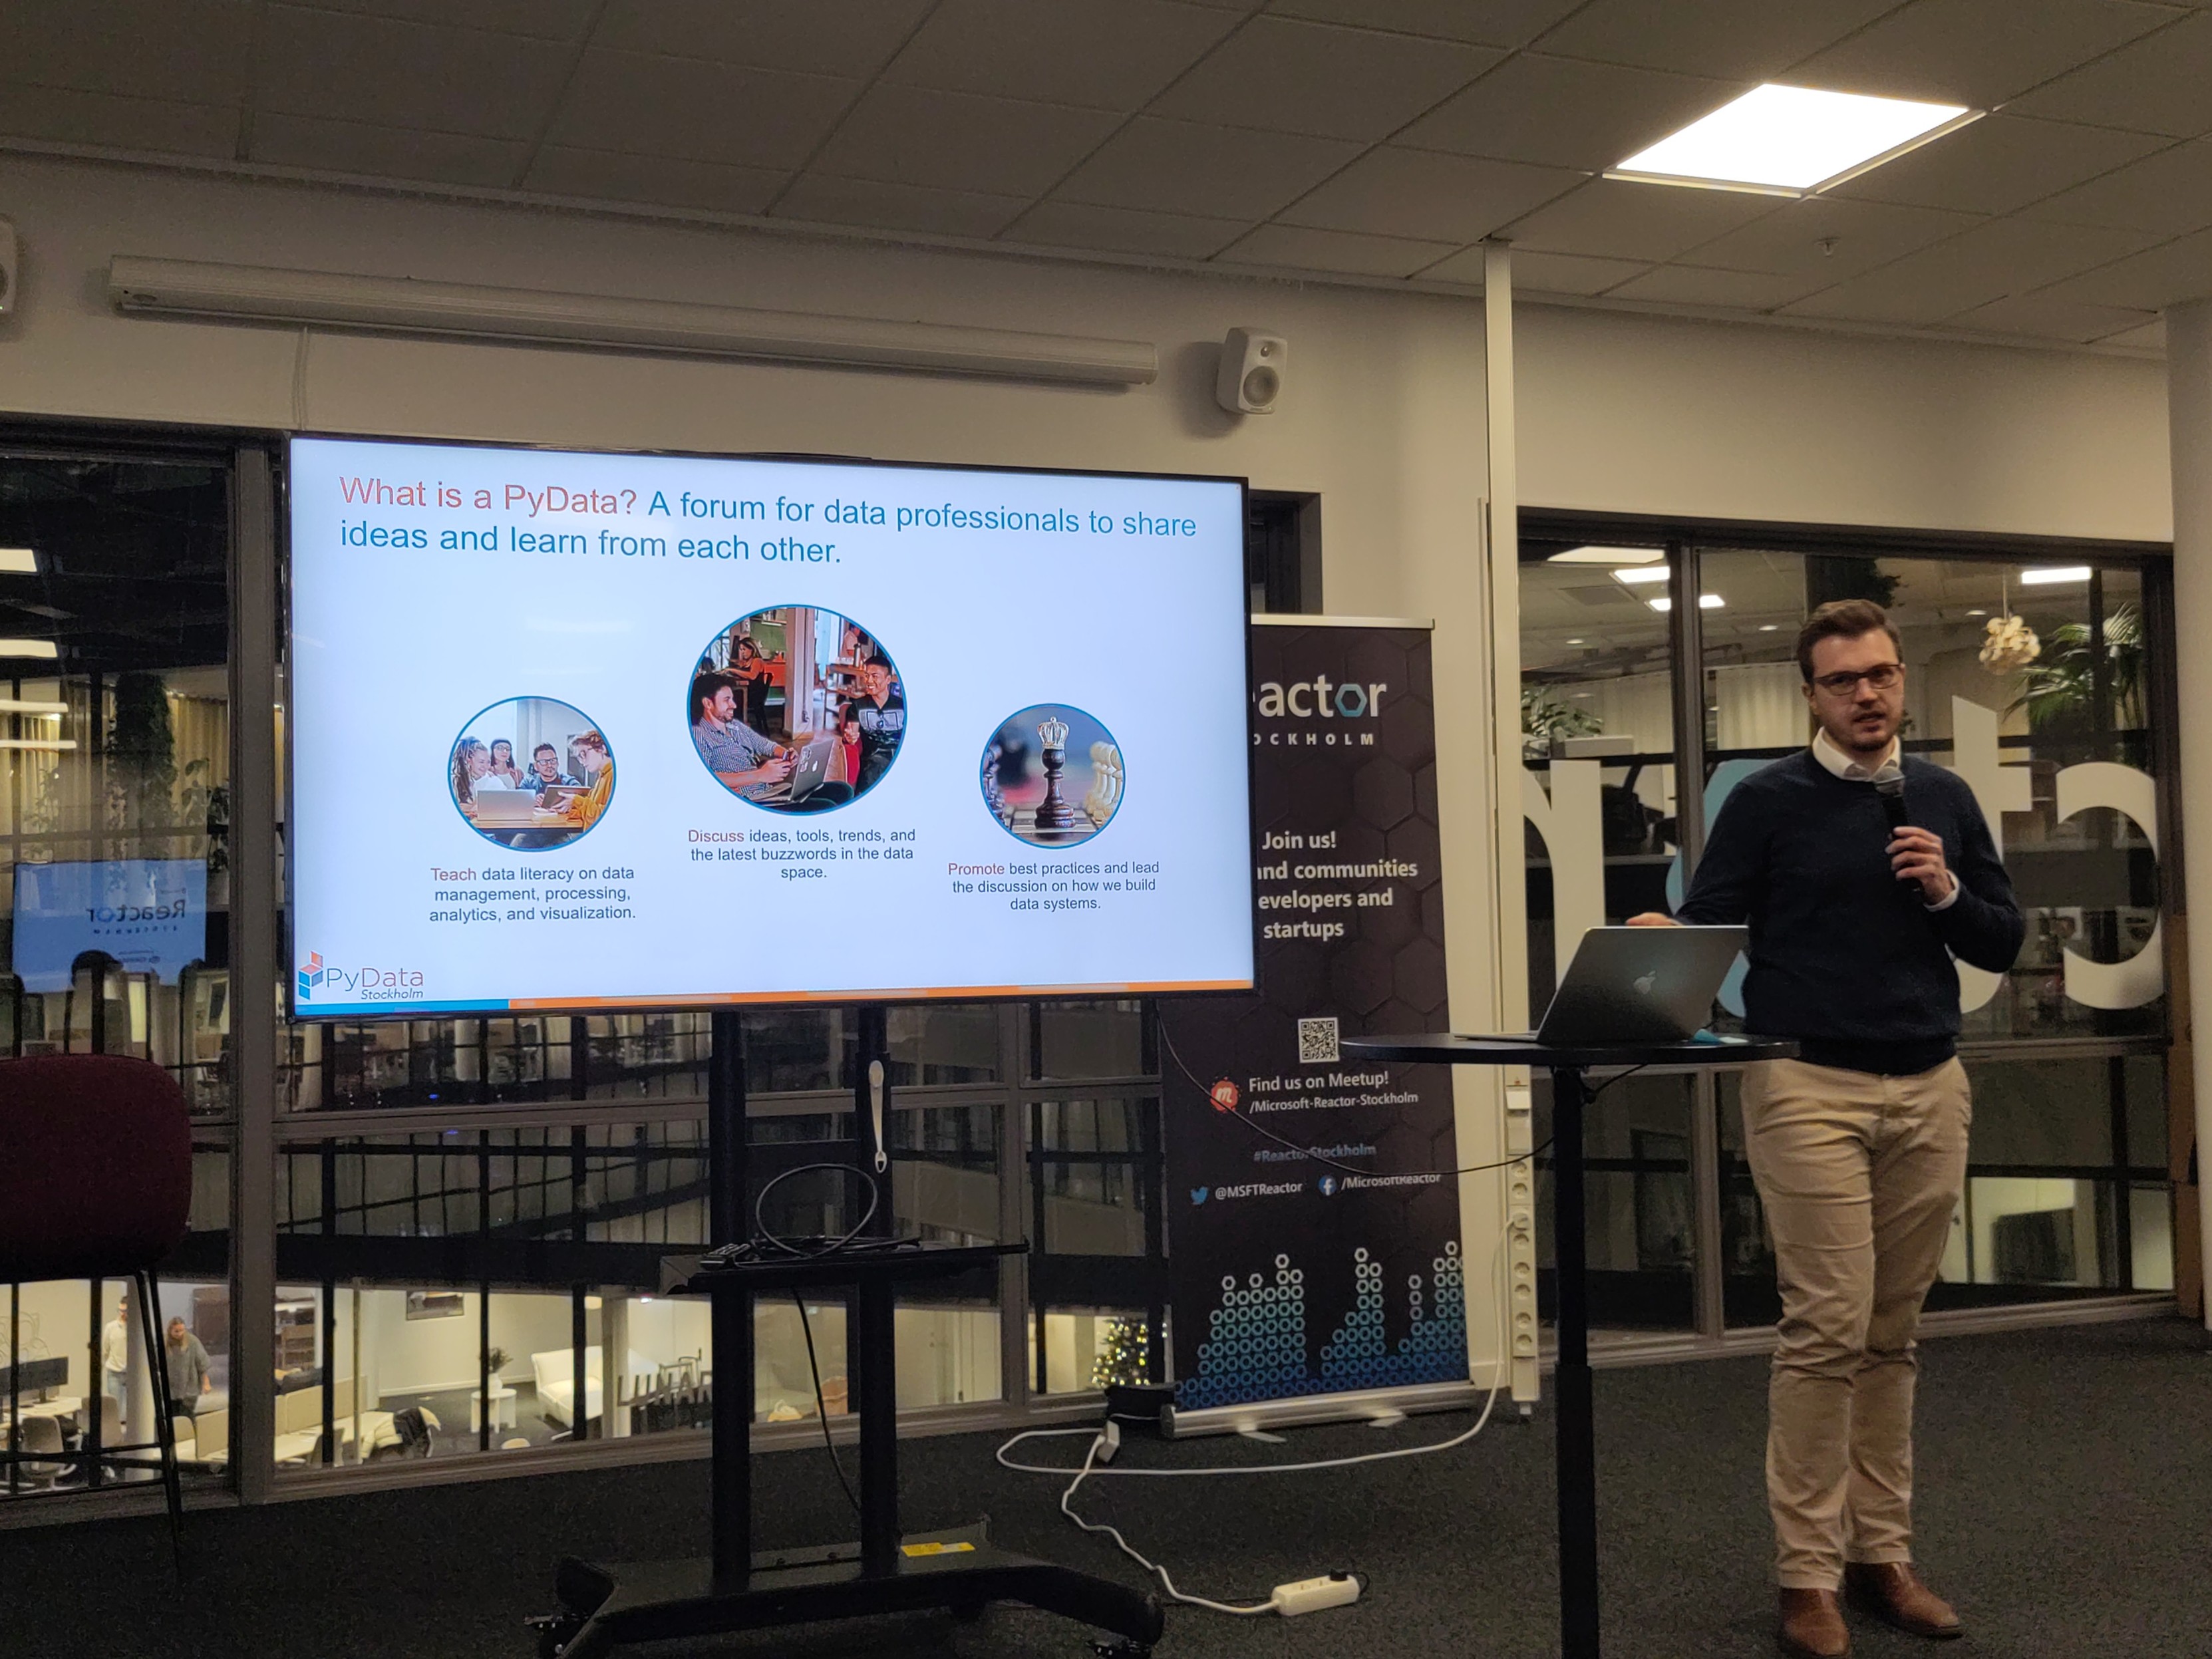 What is a PyData? A forum for data professionals to share
ideas and learn from each other.
Teach data literacy on data
management, processing,
analytics, and visualization.
Discuss ideas, tools, trends, and
the latest buzzwords in the data
space.
Promote best practices and lead
the discussion on how we build
data systems.
PyData
Stockholm
eactor
OCKHOLM
Join us!
and communities
evelopers and
startups
Find us on Meetup!
/Microsoft-Reactor-Stockholm
#ReactorStockholm
@MSFTReactor
/MicrosoftReactor
Reactor